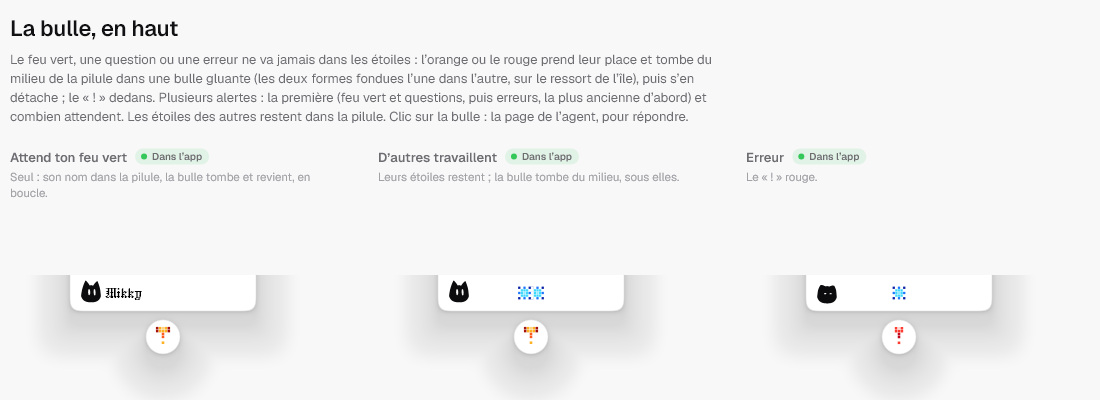 La bulle, en haut
Le feu vert, une question ou une erreur ne va jamais dans les étoiles : l’orange ou le rouge prend leur place et tombe du
milieu de la pilule dans une bulle gluante (les deux formes fondues l’une dans l’autre, sur le ressort de l’île), puis s’en
détache ; le « ! » dedans. Plusieurs alertes : la première (feu vert et questions, puis erreurs, la plus ancienne d’abord) et
combien attendent. Les étoiles des autres restent dans la pilule. Clic sur la bulle : la page de l’agent, pour répondre.
Attend ton feu vert Dans l’app
Seul : son nom dans la pilule, la bulle tombe et revient, en
boucle.
D’autres travaillent Dans l’app
Leurs étoiles restent ; la bulle tombe du milieu, sous elles.
Erreur Dans l’app
Le « ! » rouge.
Mikky